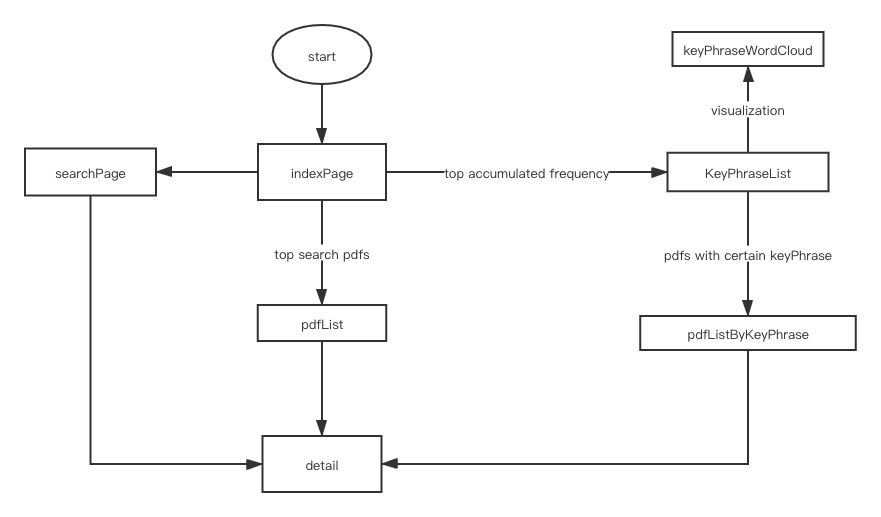 start
keyPhraseWordCloud
visualization
searchPage
indexPage
top accumulated frequency
KeyPhraseList
top search pdfs
pdfs with certain keyPhrase
pdfList
pdfListByKeyPhrase
detail